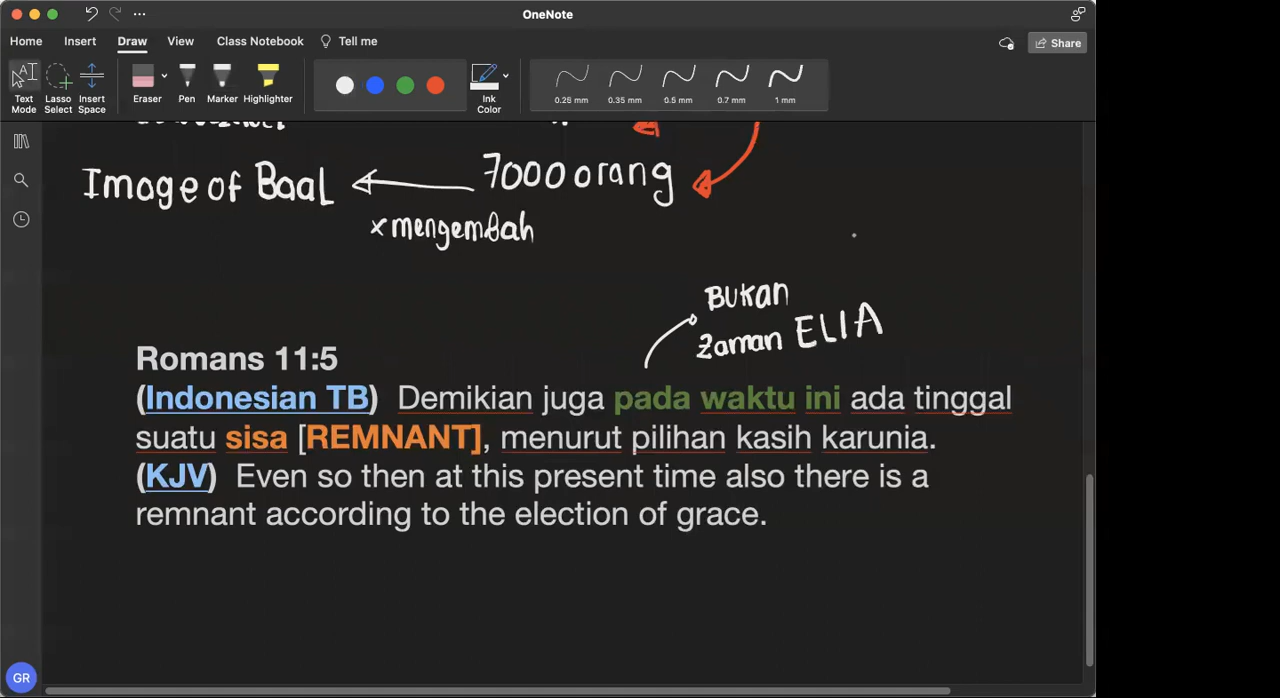 OneNote
Home Insert Draw View Class Notebook Tell me Share
Text Mode
Lasso Select
Insert Space
Eraser Pen Marker Highlighter
Ink Color
0.25 mm 0.35 mm 0.5 mm 0.7 mm 1 mm
Image of BaaL 7000 orang
x mengembah
BUKAN
Zaman ELIA
Romans 11:5
(Indonesian TB) Demikian juga pada waktu ini ada tinggal
suatu sisa [REMNANT], menurut pilihan kasih karunia.
(KJV) Even so then at this present time also there is a
remnant according to the election of grace.
GR